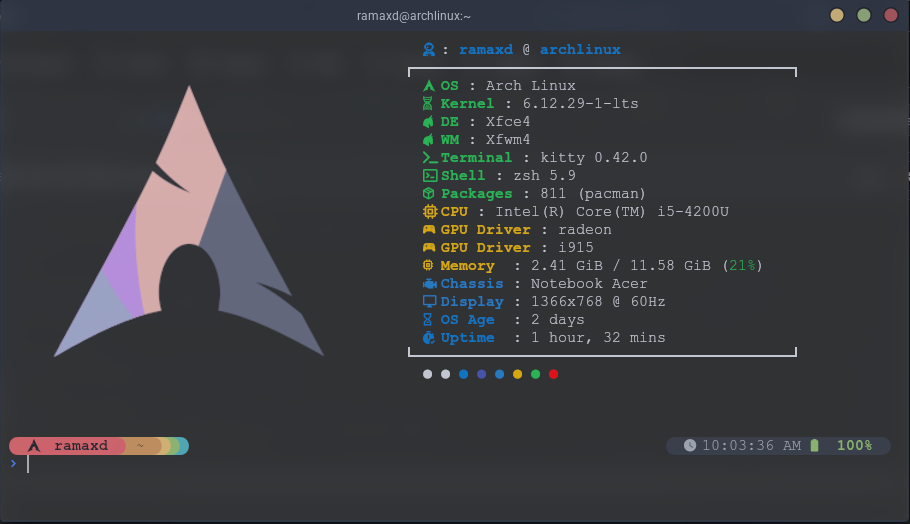 ramaxd@archlinux:~
: ramaxd @ archlinux
OS : Arch Linux
Kernel : 6.12.29-1-lts
DE : Xfce4
WM : Xfwm4
Terminal : kitty 0.42.0
Shell : zsh 5.9
Packages : 811 (pacman)
CPU : Intel(R) Core(TM) i5-4200U
GPU Driver : radeon
GPU Driver : i915
Memory : 2.41 GiB / 11.58 GiB (21%)
Chassis : Notebook Acer
Display : 1366x768 @ 60Hz
OS Age : 2 days
Uptime : 1 hour, 32 mins
ramaxd ~ 10:03:36 AM 100%
›